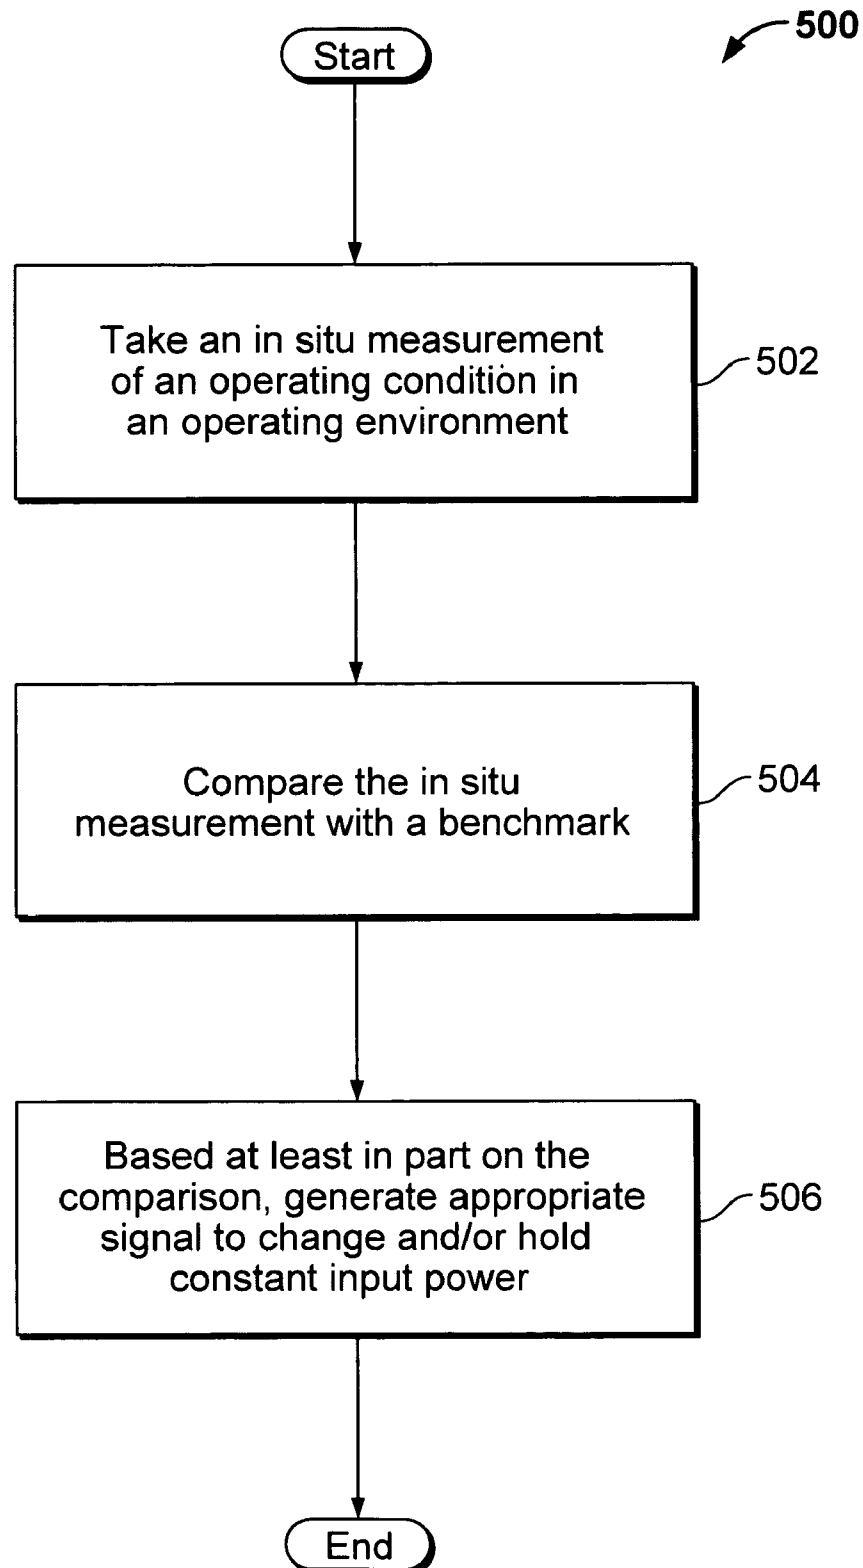 500
Start
Take an in situ measurement
of an operating condition in
an operating environment
502
Compare the in situ
measurement with a benchmark
504
Based at least in part on the
comparison, generate appropriate
signal to change and/or hold
constant input power
506
End